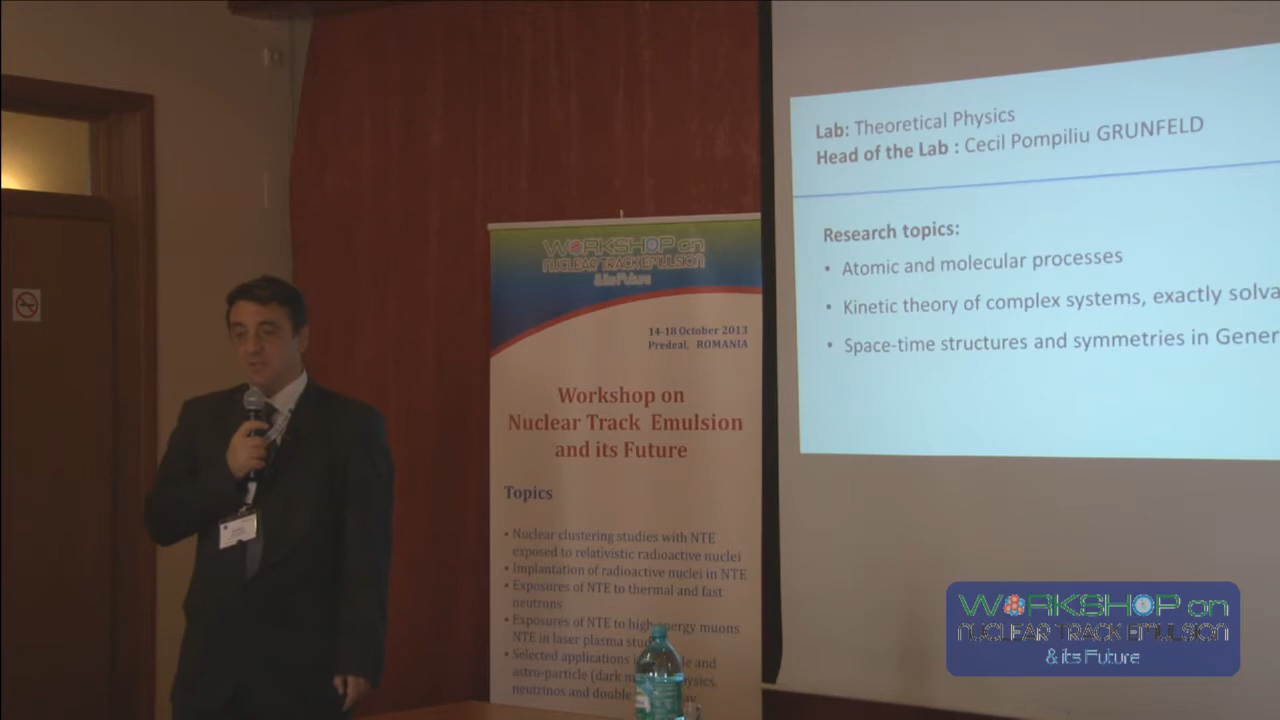 Lab: Theoretical Physics
Head of the Lab : Cecil Pompiliu GRUNFELD
Research topics:
• Atomic and molecular processes
• Kinetic theory of complex systems, exactly solva
• Space-time structures and symmetries in Gener
WORKSHOP on
NUCLEAR TRACK EMULSION
& its Future
14-18 October 2013
Predeal, ROMANIA
Workshop on
Nuclear Track Emulsion
and its Future
Topics
• Nuclear clustering studies with NTE
exposed to relativistic radioactive nuclei
• Implantation of radioactive nuclei in NTE
• Exposures of NTE to thermal and fast
neutrons
• Exposures of NTE to high energy muons
NTE in laser plasma
• Selected applications and
astro-particle (dark
neutrinos and double
WORKSHOP on
NUCLEAR TRACK EMULSION
& its Future